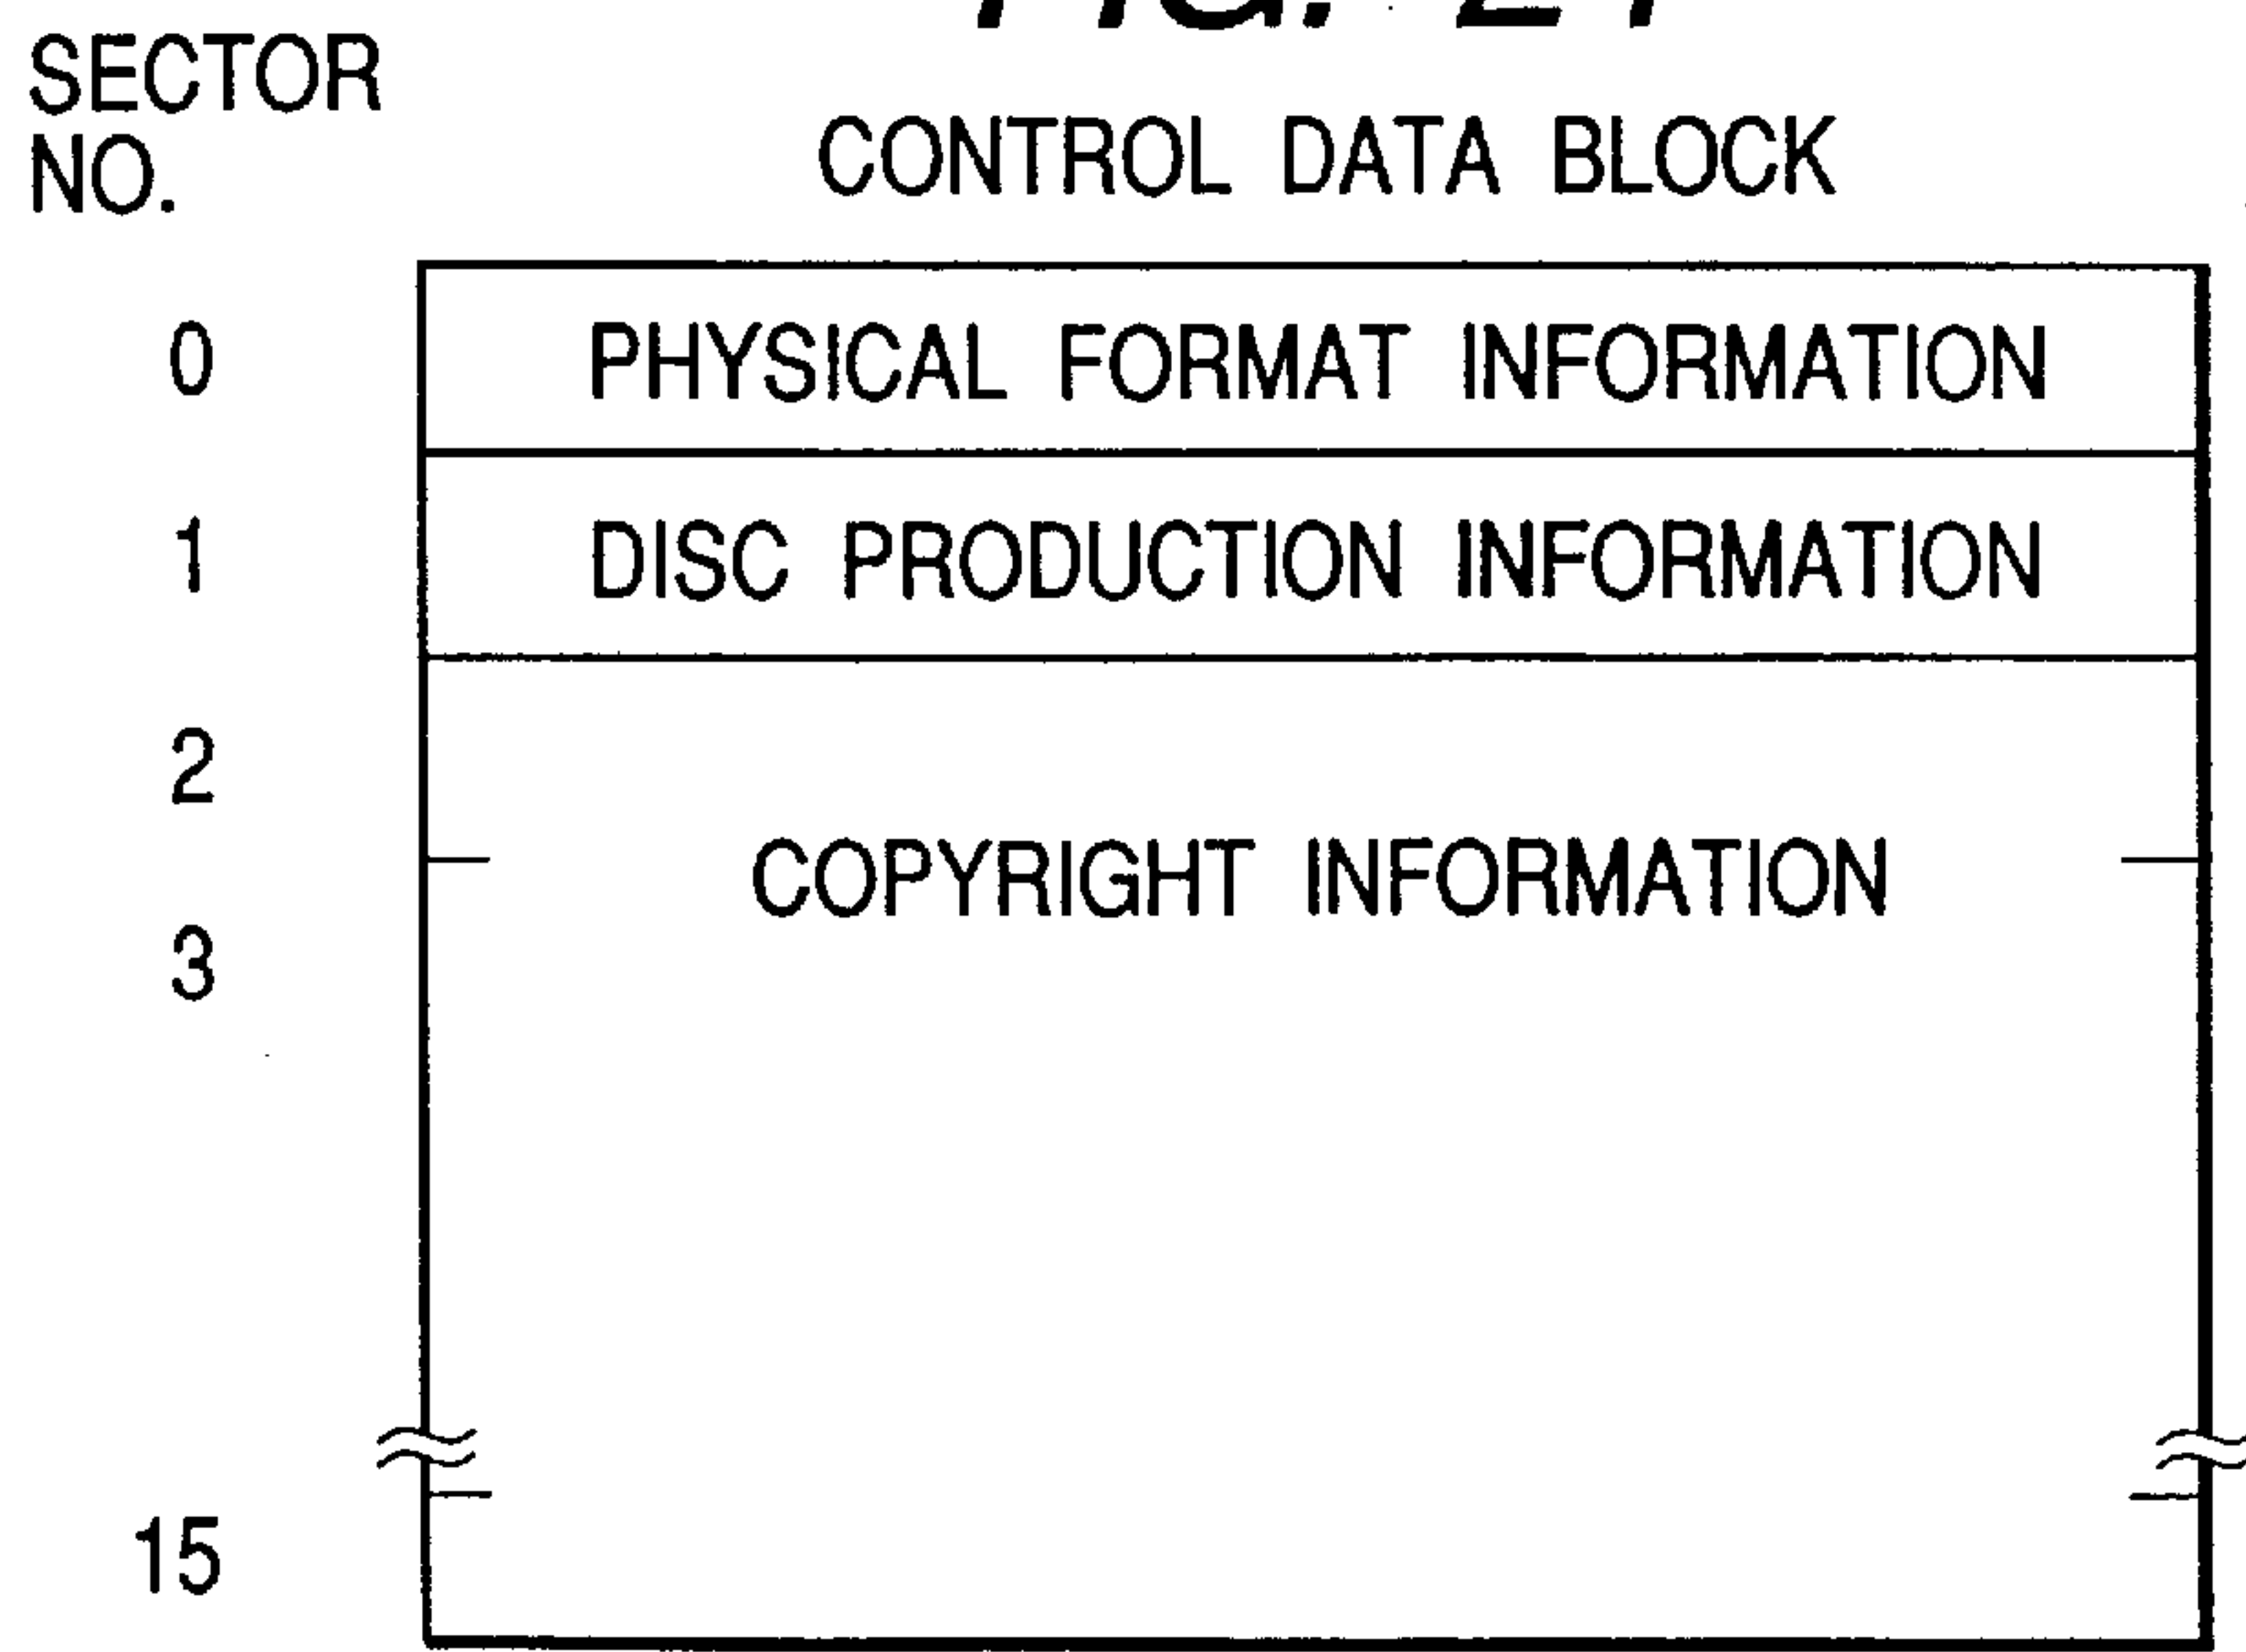 SECTOR
NO.
CONTROL DATA BLOCK
0 PHYSICAL FORMAT INFORMATION
1 DISC PRODUCTION INFORMATION
2
COPYRIGHT INFORMATION
3
15